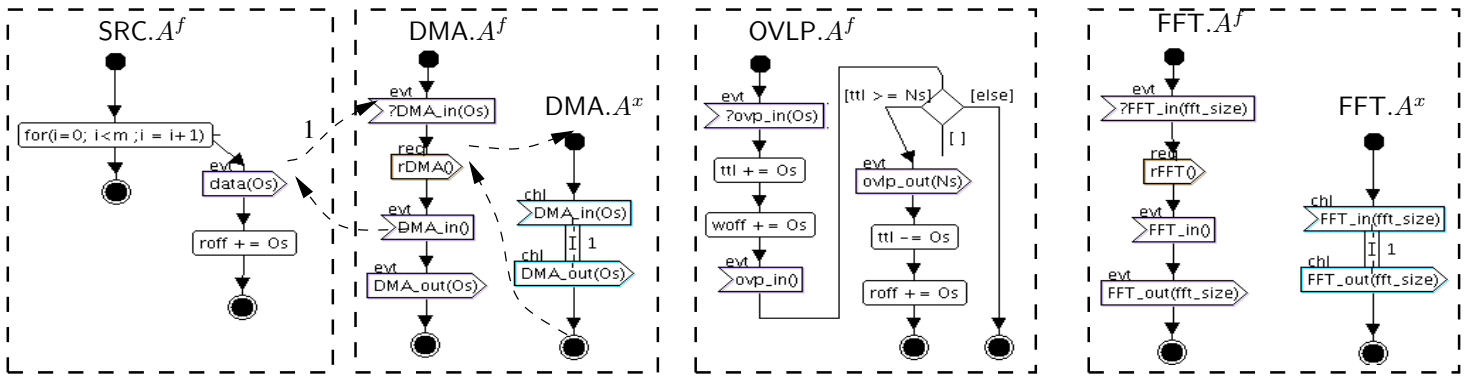 SRC.A^f
for(i=0; i<m ;i = i+1)
evt
data(Os)
roff += Os
1
DMA.A^f
evt
?DMA_in(Os)
req
rDMA()
evt
DMA_in()
evt
DMA_out(Os)
DMA.A^x
chl
DMA_in(Os)
I 1
chl
DMA_out(Os)
OVLP.A^f
evt
?ovp_in(Os)
ttl += Os
woff += Os
evt
ovp_in()
[ttl >= Ns]
[else]
[ ]
evt
ovlp_out(Ns)
ttl -= Os
roff += Os
FFT.A^f
evt
?FFT_in(fft_size)
req
rFFT()
evt
FFT_in()
evt
FFT_out(fft_size)
FFT.A^x
chl
FFT_in(fft_size)
I 1
chl
FFT_out(fft_size)